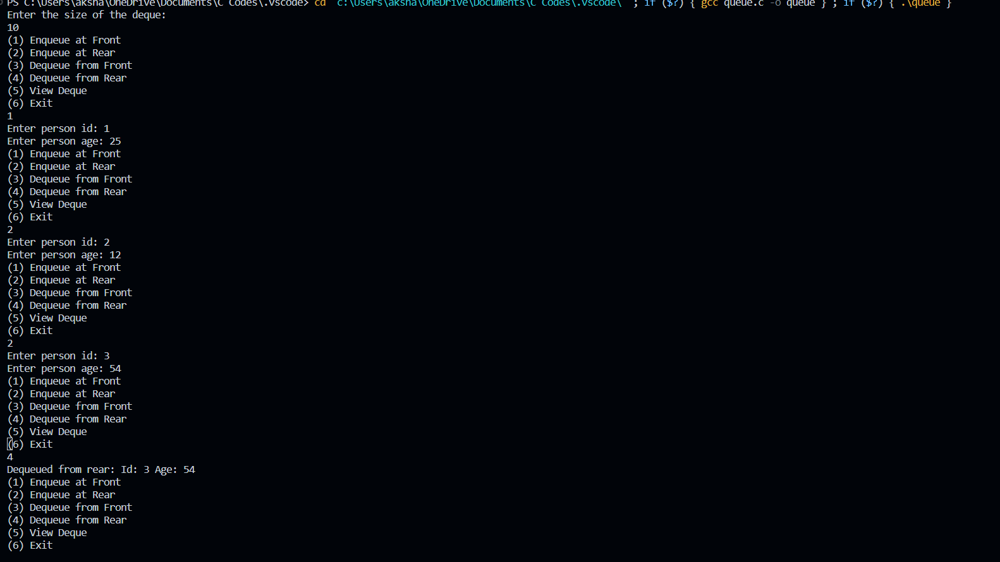 PS C:\Users\aksha\OneDrive\Documents\C Codes\.vscode> cd "c:\Users\aksha\OneDrive\Documents\C Codes\.vscode\" ; if ($?) { gcc queue.c -o queue } ; if ($?) { .\queue }
Enter the size of the deque:
10
(1) Enqueue at Front
(2) Enqueue at Rear
(3) Dequeue from Front
(4) Dequeue from Rear
(5) View Deque
(6) Exit
1
Enter person id: 1
Enter person age: 25
(1) Enqueue at Front
(2) Enqueue at Rear
(3) Dequeue from Front
(4) Dequeue from Rear
(5) View Deque
(6) Exit
2
Enter person id: 2
Enter person age: 12
(1) Enqueue at Front
(2) Enqueue at Rear
(3) Dequeue from Front
(4) Dequeue from Rear
(5) View Deque
(6) Exit
2
Enter person id: 3
Enter person age: 54
(1) Enqueue at Front
(2) Enqueue at Rear
(3) Dequeue from Front
(4) Dequeue from Rear
(5) View Deque
(6) Exit
4
Dequeued from rear: Id: 3 Age: 54
(1) Enqueue at Front
(2) Enqueue at Rear
(3) Dequeue from Front
(4) Dequeue from Rear
(5) View Deque
(6) Exit